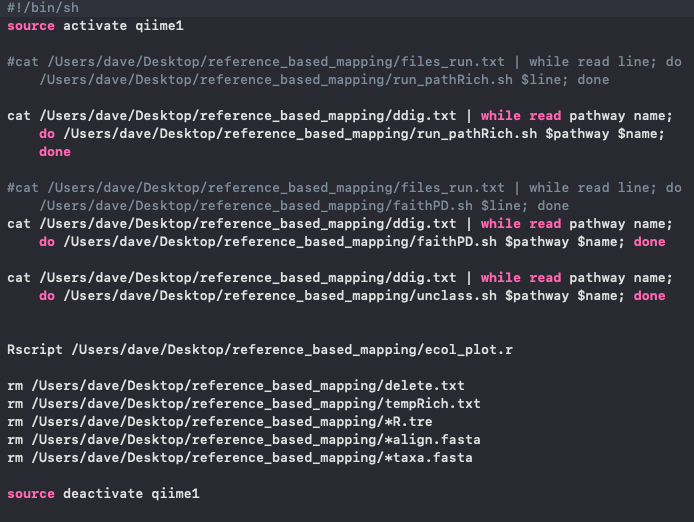 #!/bin/sh
source activate qiime1
#cat /Users/dave/Desktop/reference_based_mapping/files_run.txt | while read line; do
/Users/dave/Desktop/reference_based_mapping/run_pathRich.sh $line; done
cat /Users/dave/Desktop/reference_based_mapping/ddig.txt | while read pathway name;
do /Users/dave/Desktop/reference_based_mapping/run_pathRich.sh $pathway $name;
done
#cat /Users/dave/Desktop/reference_based_mapping/files_run.txt | while read line; do
/Users/dave/Desktop/reference_based_mapping/faithPD.sh $line; done
cat /Users/dave/Desktop/reference_based_mapping/ddig.txt | while read pathway name;
do /Users/dave/Desktop/reference_based_mapping/faithPD.sh $pathway $name; done
cat /Users/dave/Desktop/reference_based_mapping/ddig.txt | while read pathway name;
do /Users/dave/Desktop/reference_based_mapping/unclass.sh $pathway $name; done
Rscript /Users/dave/Desktop/reference_based_mapping/ecol_plot.r
rm /Users/dave/Desktop/reference_based_mapping/delete.txt
rm /Users/dave/Desktop/reference_based_mapping/tempRich.txt
rm /Users/dave/Desktop/reference_based_mapping/*R.tre
rm /Users/dave/Desktop/reference_based_mapping/*align.fasta
rm /Users/dave/Desktop/reference_based_mapping/*taxa.fasta
source deactivate qiime1